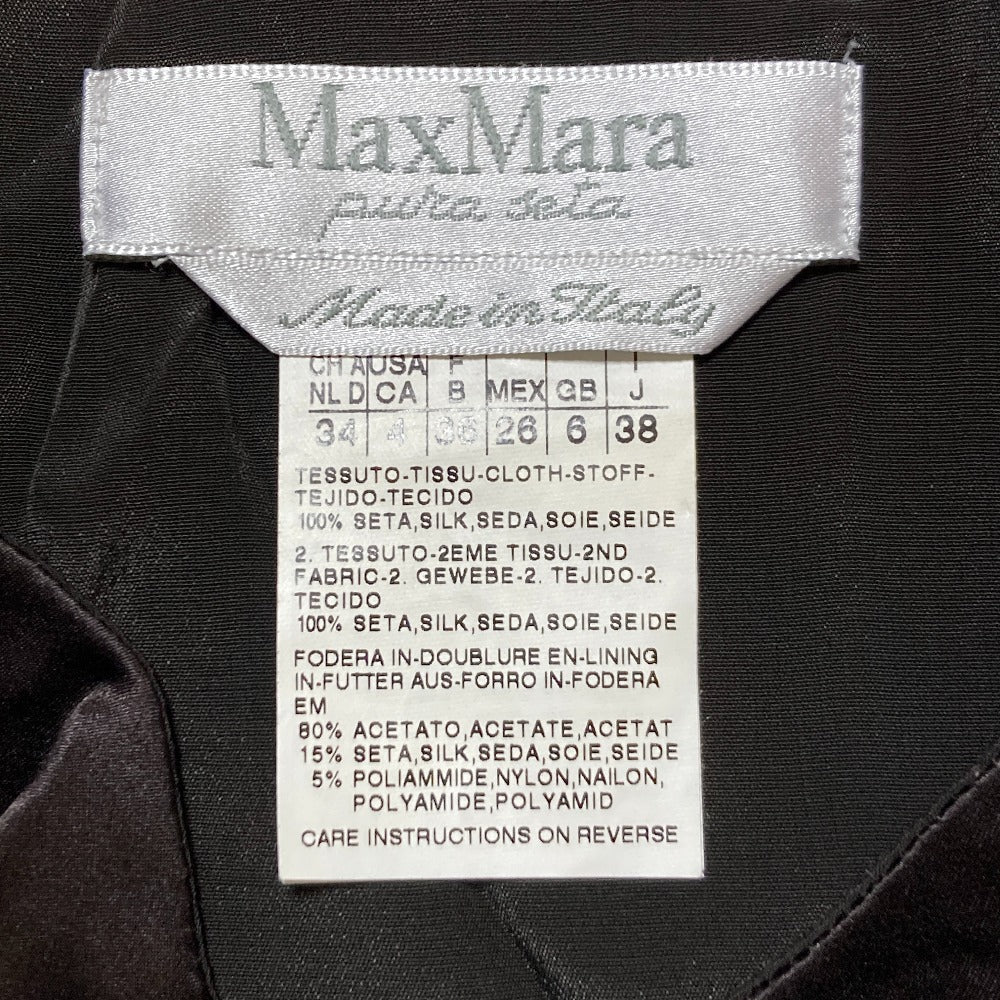 MaxMara
pura seta
Made in Italy
CH A USA F I
NL D CA B MEX GB J
34 4 36 26 6 38
TESSUTO-TISSU-CLOTH-STOFF-
TEJIDO-TECIDO
100% SETA,SILK,SEDA,SOIE,SEIDE
2. TESSUTO-2EME TISSU-2ND
FABRIC-2. GEWEBE-2. TEJIDO-2.
TECIDO
100% SETA,SILK,SEDA,SOIE,SEIDE
FODERA IN-DOUBLURE EN-LINING
IN-FUTTER AUS-FORRO IN-FODERA
EM
80% ACETATO,ACETATE,ACETAT
15% SETA,SILK,SEDA,SOIE,SEIDE
5% POLIAMMIDE,NYLON,NAILON,
POLYAMIDE,POLYAMID
CARE INSTRUCTIONS ON REVERSE